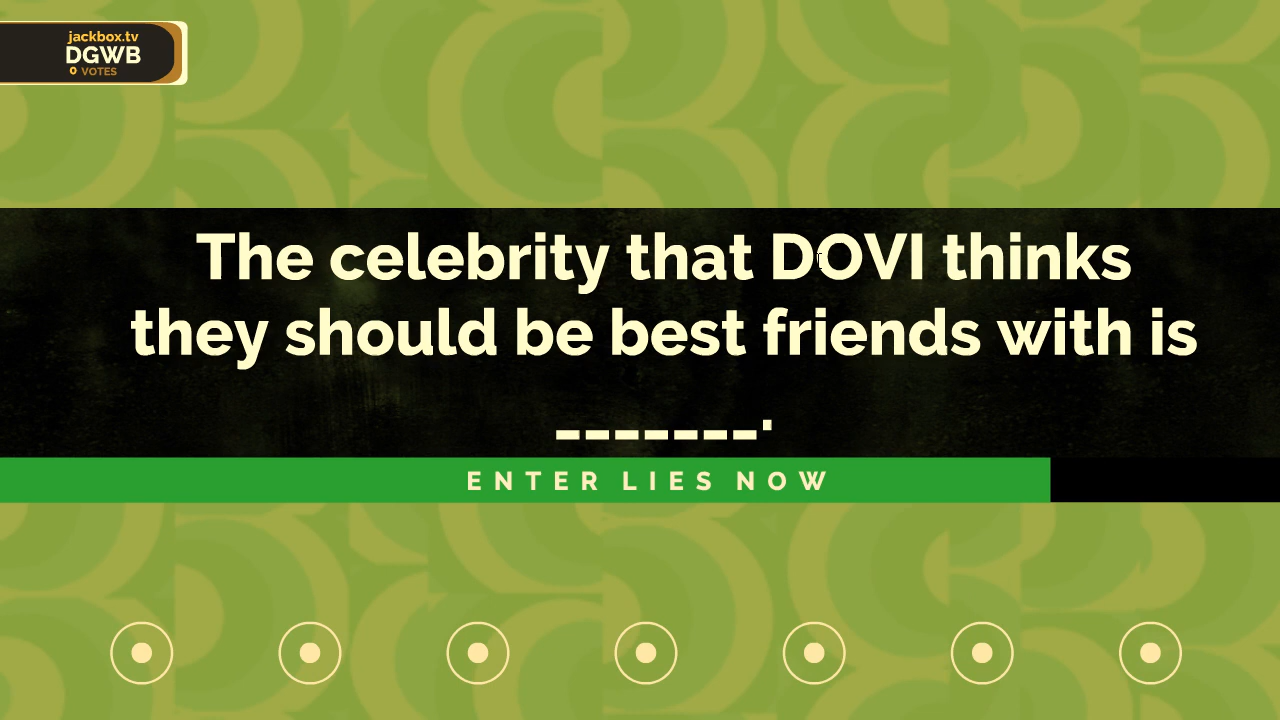 jackbox.tv
DGWB
0 VOTES
The celebrity that DOVI thinks
they should be best friends with is
_______.
ENTER LIES NOW